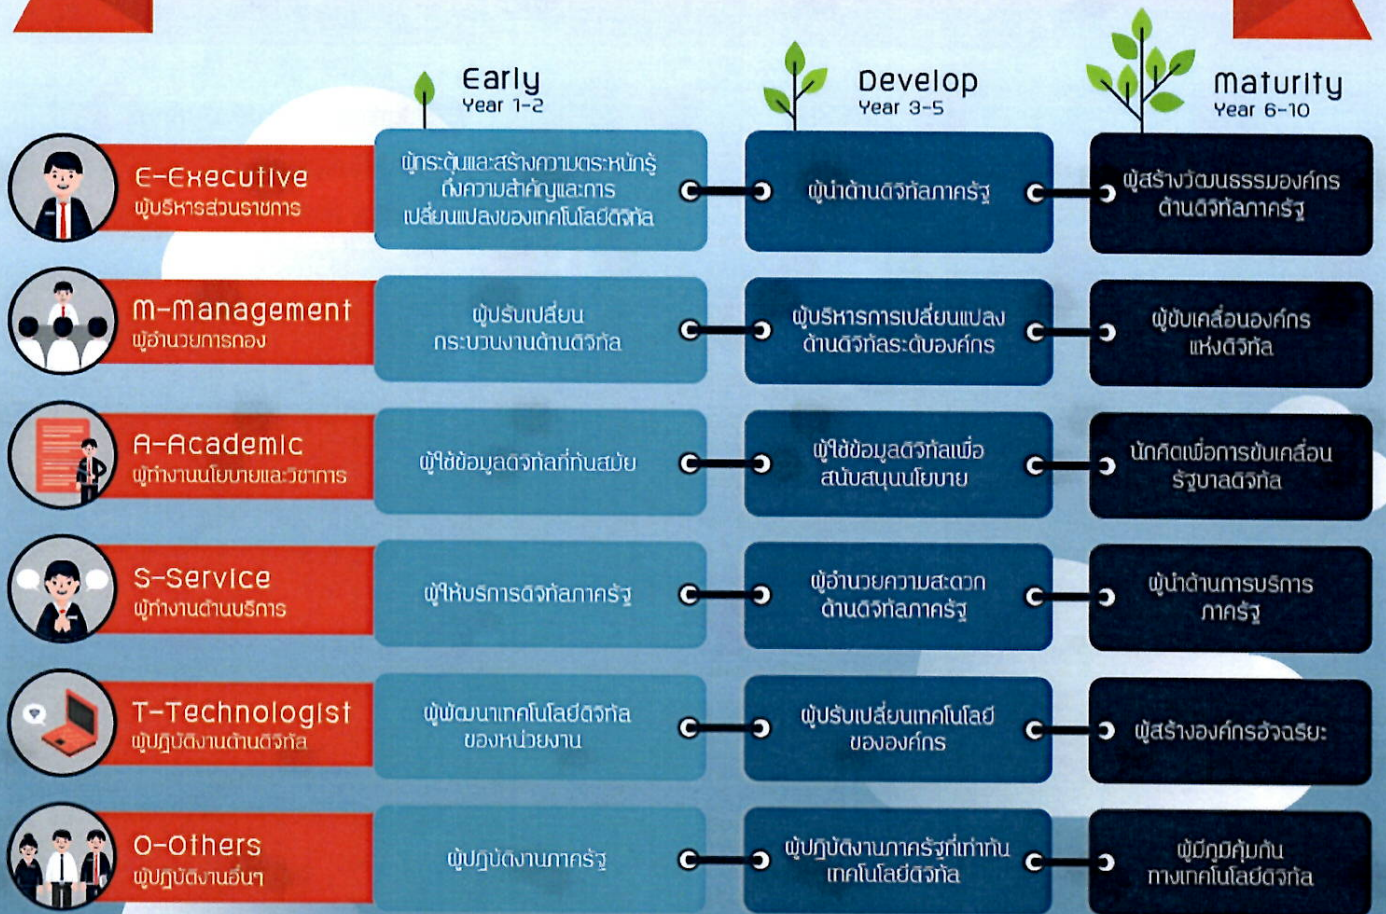 Early
Year 1-2
Develop
Year 3-5
Maturity
Year 6-10
E-Executive
ผู้บริหารส่วนราชการ
ผู้กระตุ้นและสร้างความตระหนักรู้
ถึงความสำคัญและการ
เปลี่ยนแปลงของเทคโนโลยีดิจิทัล
ผู้นำด้านดิจิทัลภาครัฐ
ผู้สร้างวัฒนธรรมองค์กร
ด้านดิจิทัลภาครัฐ
M-Management
ผู้อำนวยการกอง
ผู้ปรับเปลี่ยน
กระบวนงานด้านดิจิทัล
ผู้บริหารการเปลี่ยนแปลง
ด้านดิจิทัลระดับองค์กร
ผู้ขับเคลื่อนองค์กร
แห่งดิจิทัล
A-Academic
ผู้ทำงานนโยบายและวิชาการ
ผู้ใช้ข้อมูลดิจิทัลที่ทันสมัย
ผู้ใช้ข้อมูลดิจิทัลเพื่อ
สนับสนุนนโยบาย
นักคิดเพื่อการขับเคลื่อน
รัฐบาลดิจิทัล
S-Service
ผู้ทำงานด้านบริการ
ผู้ให้บริการดิจิทัลภาครัฐ
ผู้อำนวยความสะดวก
ด้านดิจิทัลภาครัฐ
ผู้นำด้านการบริการ
ภาครัฐ
T-Technologist
ผู้ปฏิบัติงานด้านดิจิทัล
ผู้พัฒนาเทคโนโลยีดิจิทัล
ของหน่วยงาน
ผู้ปรับเปลี่ยนเทคโนโลยี
ขององค์กร
ผู้สร้างองค์กรอัจฉริยะ
O-Others
ผู้ปฏิบัติงานอื่นๆ
ผู้ปฏิบัติงานภาครัฐ
ผู้ปฏิบัติงานภาครัฐที่เท่าทัน
เทคโนโลยีดิจิทัล
ผู้มีภูมิคุ้มกัน
ทางเทคโนโลยีดิจิทัล